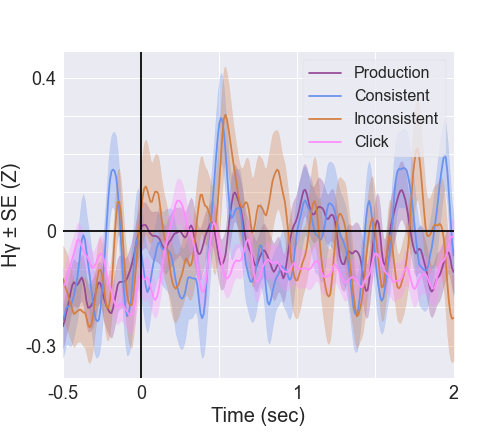 Production
Consistent
Inconsistent
Click
0.4
0
-0.3
Hγ ± SE (Z)
-0.5 0 1 2
Time (sec)